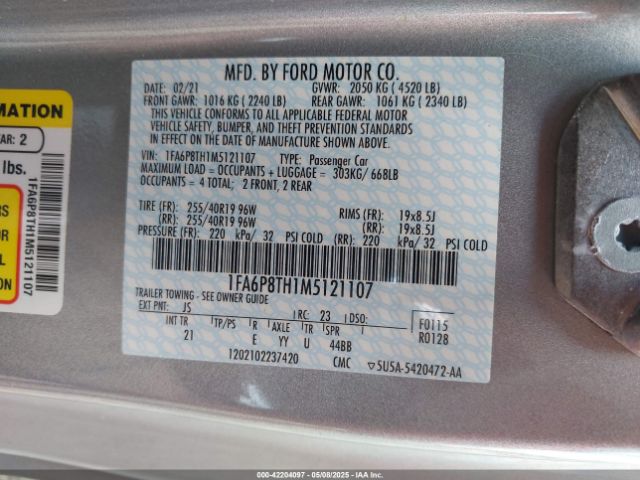 MFD. BY FORD MOTOR CO.
DATE: 02/21 GVWR: 2050 KG ( 4520 LB)
FRONT GAWR: 1016 KG ( 2240 LB) REAR GAWR: 1061 KG ( 2340 LB)
THIS VEHICLE CONFORMS TO ALL APPLICABLE FEDERAL MOTOR
VEHICLE SAFETY, BUMPER, AND THEFT PREVENTION STANDARDS
IN EFFECT ON THE DATE OF MANUFACTURE SHOWN ABOVE.
VIN: 1FA6P8TH1M5121107 TYPE: Passenger Car
MAXIMUM LOAD = OCCUPANTS + LUGGAGE = 303KG/ 668LB
OCCUPANTS = 4 TOTAL; 2 FRONT, 2 REAR
TIRE (FR): 255/40R19 96W RIMS (FR): 19x8.5J
(RR): 255/40R19 96W (RR): 19x8.5J
PRESSURE (FR): 220 kPa/ 32 PSI COLD (RR): 220 kPa/ 32 PSI COLD
1FA6P8TH1M5121107
TRAILER TOWING - SEE OWNER GUIDE
EXT PNT: JS RC: 23 DSO:
INT TR TP/PS R AXLE TR SPR F0115
21 E YY U 44BB R0128
1202102237420 CMC 5U5A-5420472-AA
RMATION
AR: 2
lbs.
RS
OR
L
ION
1FA6P8TH1M5121107
000-42204097 - 05/08/2025 - IAAI.COM